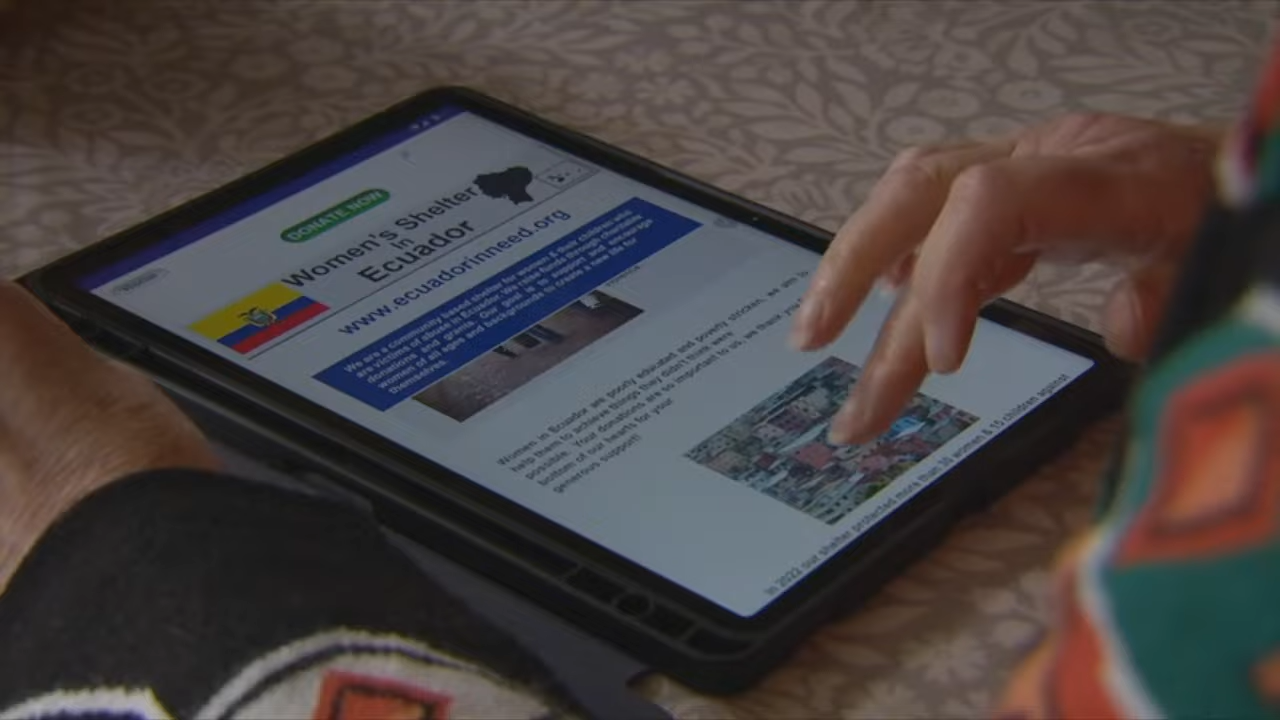 DONATE NOW
Women's Shelter
in
Ecuador
www.ecuadorinneed.org
We are a community based shelter for women & their children who
are victims of abuse in Ecuador. We raise funds through charitable
donations and grants. Our goal is to support and encourage
women of all ages and backgrounds to create a new life for
themselves.
Women in Ecuador are poorly educated and poverty stricken, we aim to
help them to achieve things they didn't think were
possible. Your donations are so important to us, we thank you
bottom of our hearts for your
generous support!
In 2022 our shelter protected more than 30 women & 15 children against